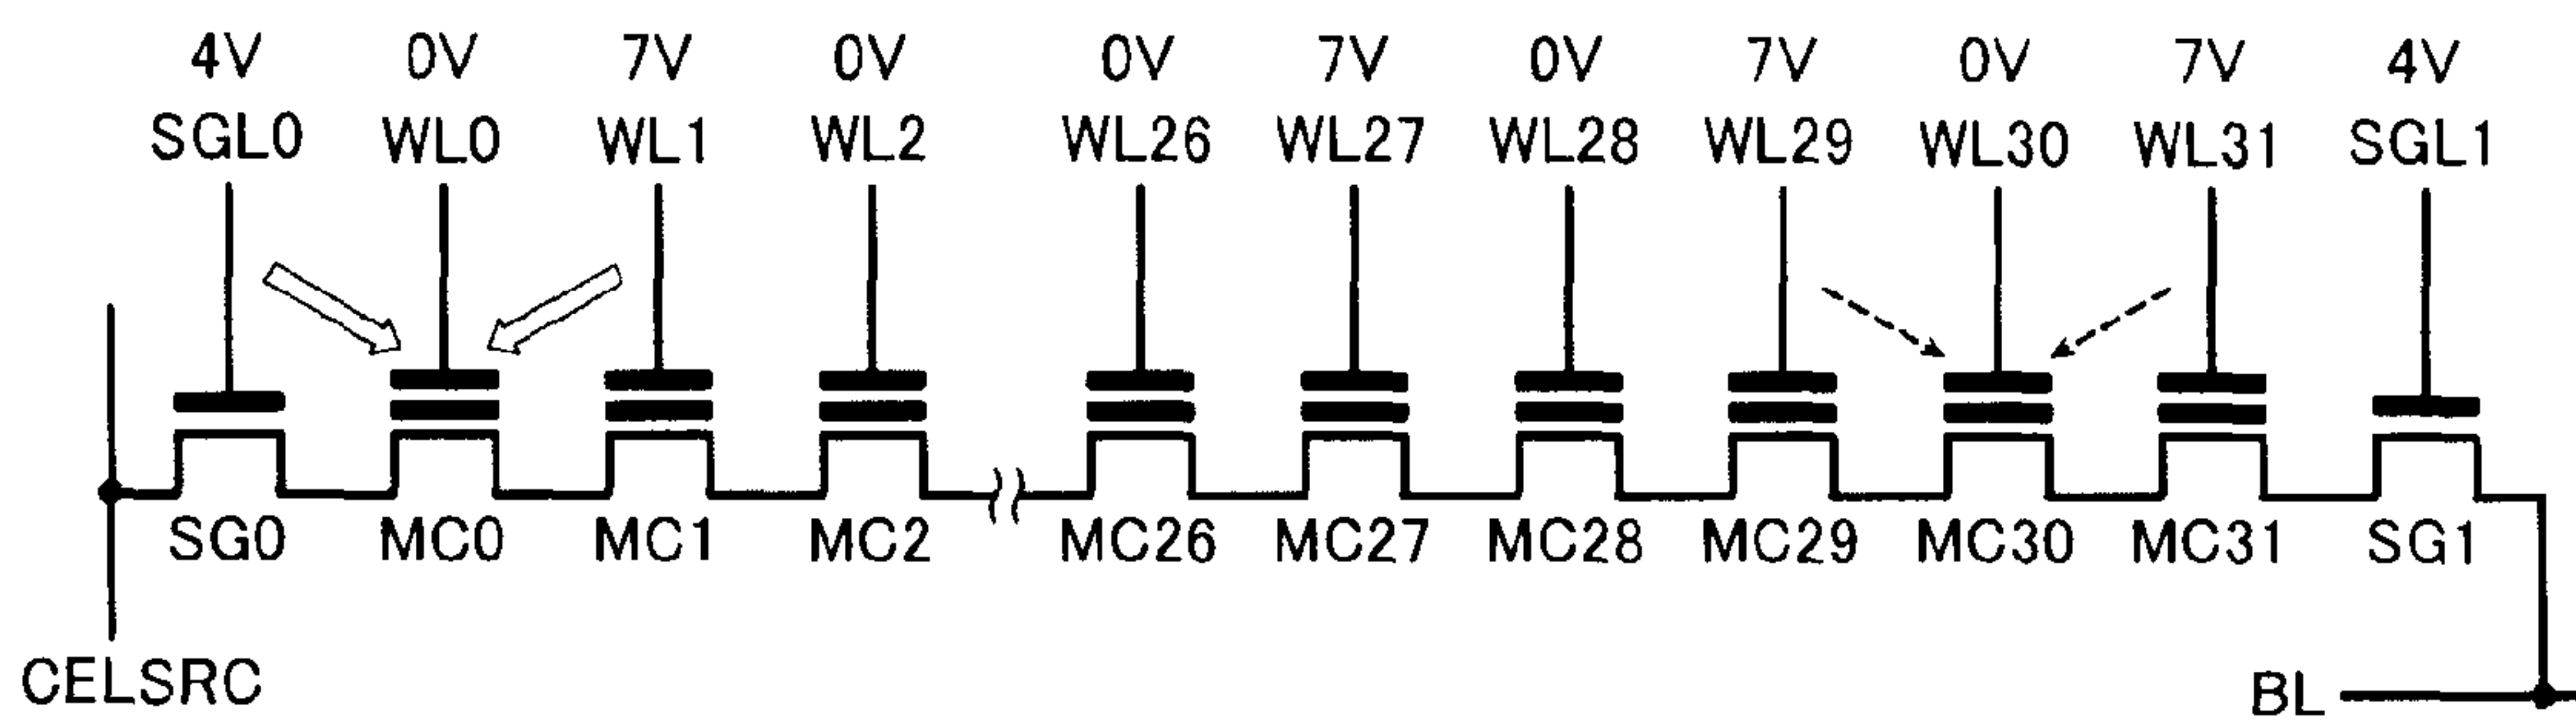 4V 0V 7V 0V 0V 7V 0V 7V 0V 7V 4V
SGL0 WL0 WL1 WL2 WL26 WL27 WL28 WL29 WL30 WL31 SGL1
SG0 MC0 MC1 MC2 MC26 MC27 MC28 MC29 MC30 MC31 SG1
CELSRC BL